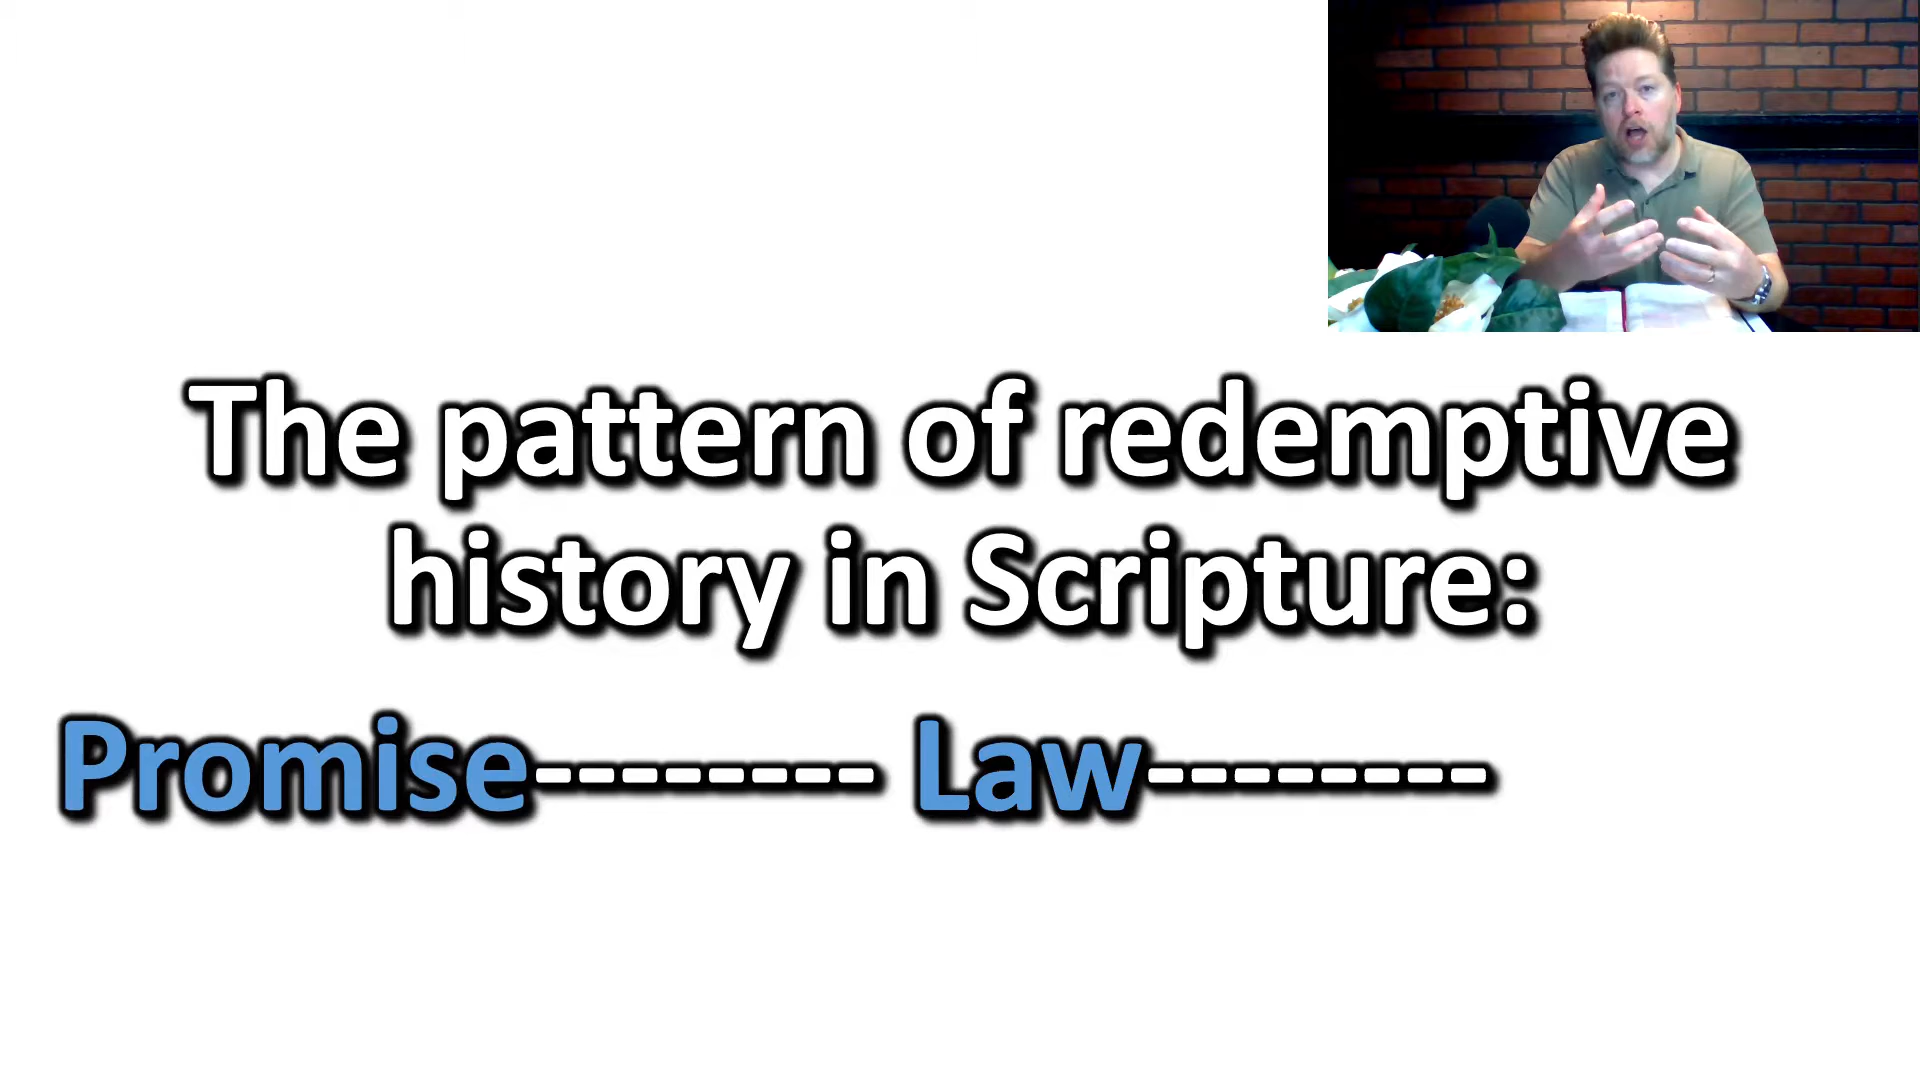 The pattern of redemptive
history in Scripture:
Promise-------- Law--------